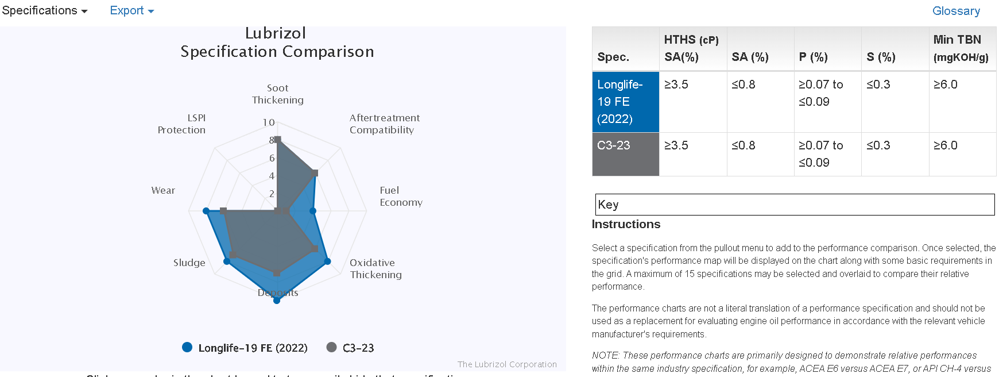 Specifications
Export
Glossary
Lubrizol
Specification Comparison
Soot
Thickening
LSPI
Protection
Aftertreatment
Compatibility
10
8
6
4
2
Wear
Fuel
Economy
Sludge
Oxidative
Thickening
Deposits
Longlife-19 FE (2022)
C3-23
The Lubrizol Corporation
Spec.
HTHS (cP)
SA(%)
SA (%)
P (%)
S (%)
Min TBN
(mgKOH/g)
Longlife-
19 FE
(2022)
≥3.5
≤0.8
≥0.07 to
≤0.09
≤0.3
≥6.0
C3-23
≥3.5
≤0.8
≥0.07 to
≤0.09
≤0.3
≥6.0
Key
Instructions
Select a specification from the pullout menu to add to the performance comparison. Once selected, the
specification's performance map will be displayed on the chart along with some basic requirements in
the grid. A maximum of 15 specifications may be selected and overlaid to compare their relative
performance.
The performance charts are not a literal translation of a performance specification and should not be
used as a replacement for evaluating engine oil performance in accordance with the relevant vehicle
manufacturer's requirements.
NOTE: These performance charts are primarily designed to demonstrate relative performances
within the same industry specification, for example, ACEA E6 versus ACEA E7, or API CH-4 versus